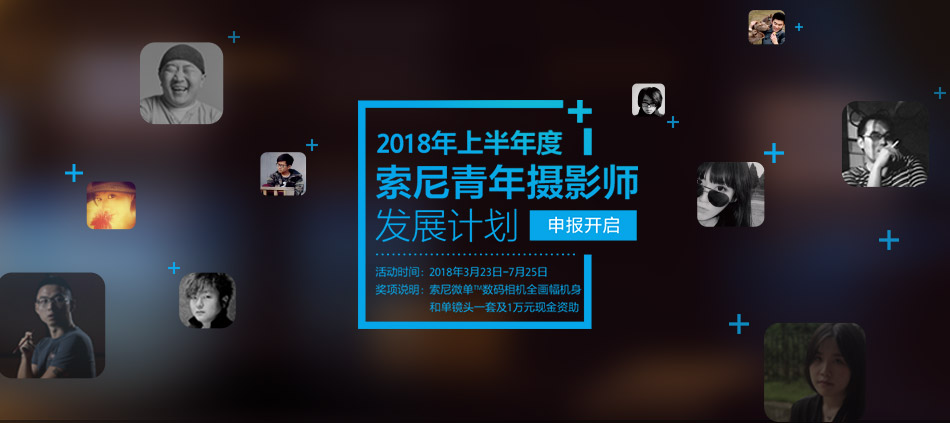 2018年上半年度
索尼青年摄影师
发展计划 申报开启
活动时间：2018年3月23日-7月25日
奖项说明：索尼微单™数码相机全画幅机身
和单镜头一套及1万元现金资助